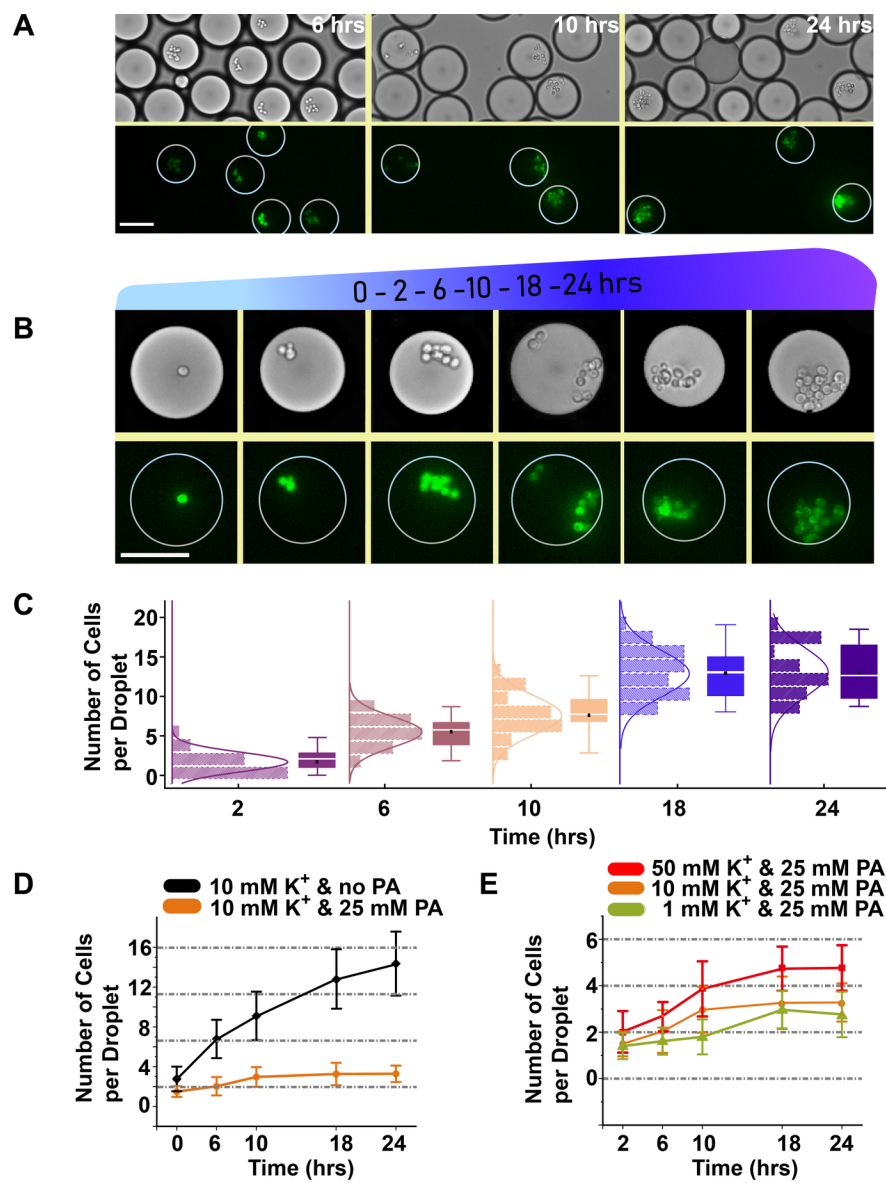 A
6 hrs
10 hrs
24 hrs
0 - 2 - 6 -10 - 18 -24 hrs
B
C
Number of Cells
per Droplet
20
15
10
5
0
2
6
10
18
24
Time (hrs)
D
10 mM K⁺ & no PA
10 mM K⁺ & 25 mM PA
Number of Cells
per Droplet
16
12
8
4
0
0
6
10
18
24
Time (hrs)
E
50 mM K⁺ & 25 mM PA
10 mM K⁺ & 25 mM PA
1 mM K⁺ & 25 mM PA
Number of Cells
per Droplet
6
4
2
0
2
6
10
18
24
Time (hrs)